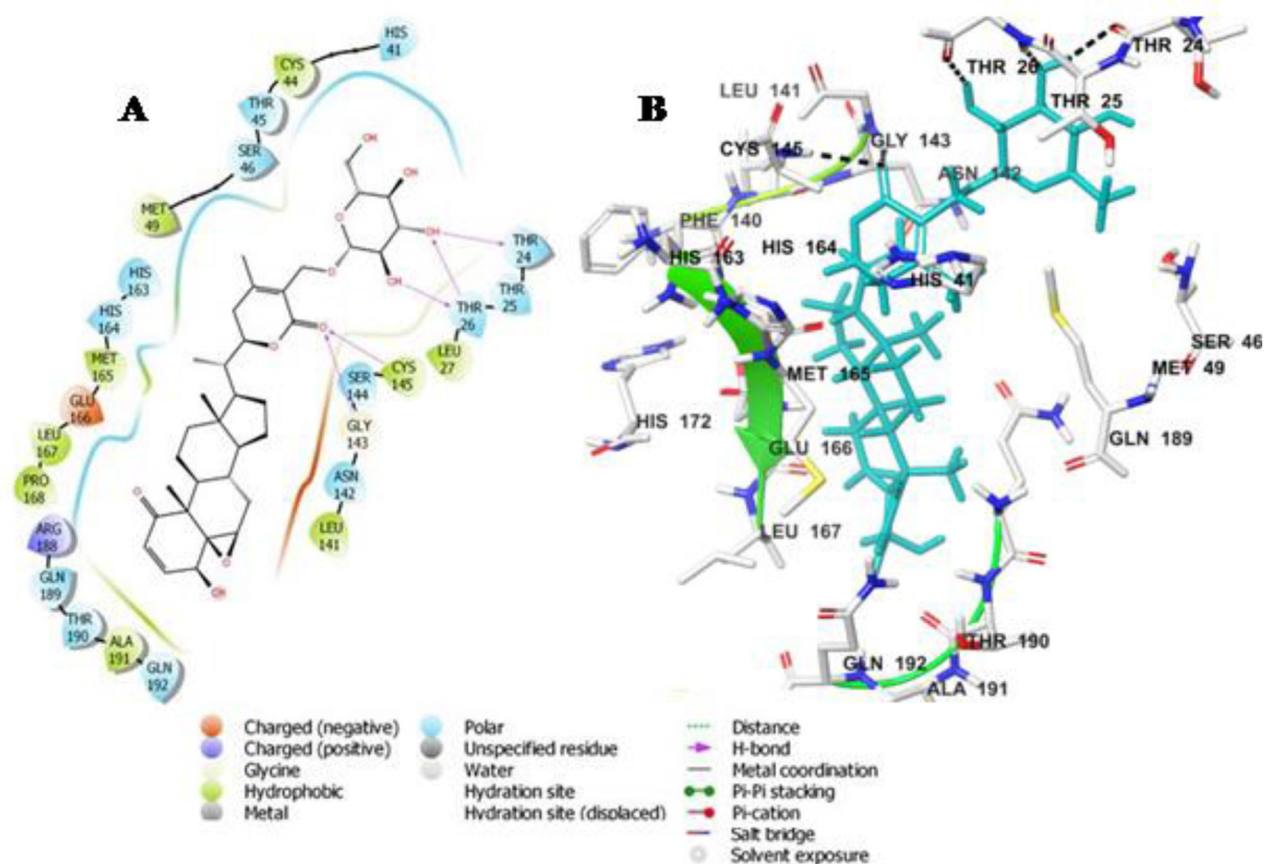 A
HIS
41
CYS
44
THR
45
SER
46
MET
49
HIS
163
HIS
164
MET
165
GLU
166
LEU
167
PRO
168
ARG
188
GLN
189
THR
190
ALA
191
GLN
192
OH
OH
OH
OH
O
O
O
O
O
O
O
OH
THR
24
THR
25
THR
26
LEU
27
CYS
145
SER
144
GLY
143
ASN
142
LEU
141
B
THR 24
THR 26
THR 25
LEU 141
CYS 145
GLY 143
ASN 142
PHE 140
HIS 163
HIS 164
HIS 41
SER 46
MET 49
MET 165
HIS 172
GLN 189
GLU 166
LEU 167
THR 190
GLN 192
ALA 191
Charged (negative)
Charged (positive)
Glycine
Hydrophobic
Metal
Polar
Unspecified residue
Water
Hydration site
Hydration site (displaced)
Distance
H-bond
Metal coordination
Pi-Pi stacking
Pi-cation
Salt bridge
Solvent exposure